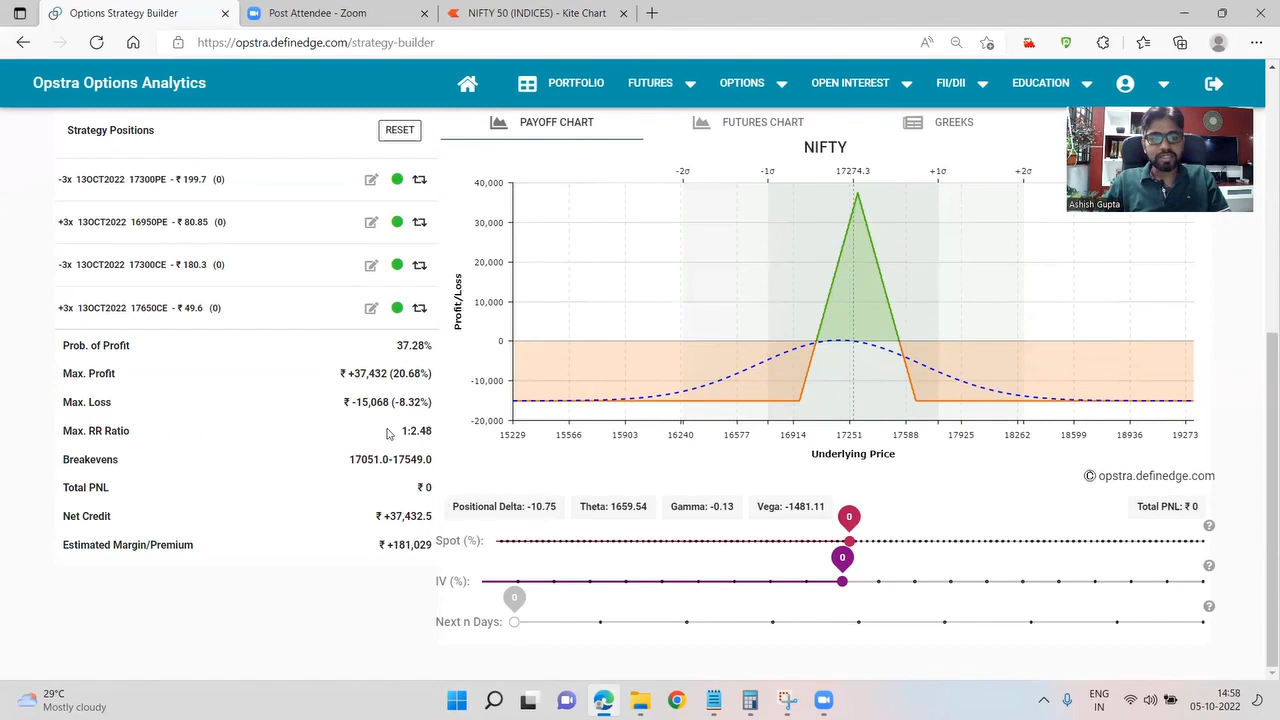 Options Strategy Builder
Post Attendee - Zoom
NIFTY 50 (INDICES) - Kite Chart
https://opstra.definedge.com/strategy-builder
Opstra Options Analytics
PORTFOLIO
FUTURES
OPTIONS
OPEN INTEREST
FII/DII
EDUCATION
Strategy Positions
RESET
PAYOFF CHART
FUTURES CHART
GREEKS
-3x 13OCT2022 17300PE - ₹ 199.7 (0)
+3x 13OCT2022 16950PE - ₹ 80.85 (0)
-3x 13OCT2022 17300CE - ₹ 180.3 (0)
+3x 13OCT2022 17650CE - ₹ 49.6 (0)
Prob. of Profit 37.28%
Max. Profit ₹ +37,432 (20.68%)
Max. Loss ₹ -15,068 (-8.32%)
Max. RR Ratio 1:2.48
Breakevens 17051.0-17549.0
Total PNL ₹ 0
Net Credit ₹ +37,432.5
Estimated Margin/Premium ₹ +181,029
NIFTY
-2σ -1σ 17274.3 +1σ +2σ
40,000
30,000
20,000
10,000
0
-10,000
-20,000
Profit/Loss
15229 15566 15903 16240 16577 16914 17251 17588 17925 18262 18599 18936 19273
Underlying Price
© opstra.definedge.com
Ashish Gupta
Positional Delta: -10.75
Theta: 1659.54
Gamma: -0.13
Vega: -1481.11
Total PNL: ₹ 0
0
Spot (%):
0
IV (%):
0
Next n Days:
29°C
Mostly cloudy
ENG
IN
14:58
05-10-2022